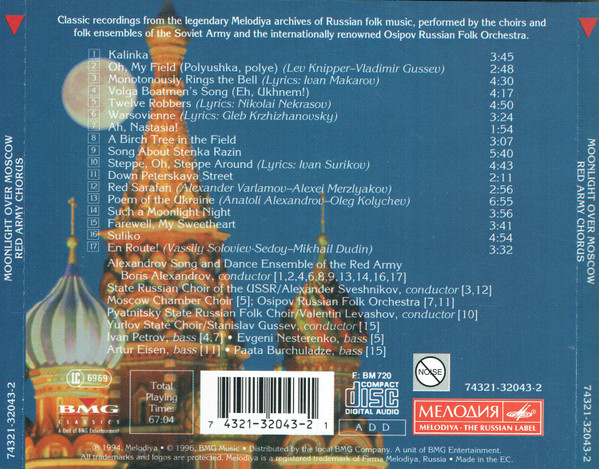 Classic recordings from the legendary Melodiya archives of Russian folk music, performed by the choirs and
folk ensembles of the Soviet Army and the internationally renowned Osipov Russian Folk Orchestra.
1 Kalinka 3:45
2 Oh, My Field (Polyushka, polye) (Lev Knipper–Vladimir Gussev) 2:48
3 Monotonously Rings the Bell (Lyrics: Ivan Makarov) 4:30
4 Volga Boatmen's Song (Eh, Ukhnem!) 4:17
5 Twelve Robbers (Lyrics: Nikolai Nekrasov) 4:50
6 Warsovienne (Lyrics: Gleb Krzhizhanovsky) 3:24
7 Ah, Nastasia! 1:54
8 A Birch Tree in the Field 3:07
9 Song About Stenka Razin 5:40
10 Steppe, Oh, Steppe Around (Lyrics: Ivan Surikov) 4:43
11 Down Peterskaya Street 2:11
12 Red Sarafan (Alexander Varlamov–Alexei Merzlyakov) 2:56
13 Poem of the Ukraine (Anatoli Alexandrov–Oleg Kolychev) 6:55
14 Such a Moonlight Night 3:56
15 Farewell, My Sweetheart 3:41
16 Suliko 4:54
17 En Route! (Vassily Soloviev-Sedoy–Mikhail Dudin) 3:32
Alexandrov Song and Dance Ensemble of the Red Army
Boris Alexandrov, conductor [1,2,4,6,8,9,13,14,16,17]
State Russian Choir of the USSR/Alexander Sveshnikov, conductor [3,12]
Moscow Chamber Choir [5]; Osipov Russian Folk Orchestra [7,11]
Pyatnitsky State Russian Folk Choir/Valentin Levashov, conductor [10]
Yurlov State Choir/Stanislav Gussev, conductor [15]
Ivan Petrov, bass [4,7] • Evgeni Nesterenko, bass [5]
Artur Eisen, bass [11] • Paata Burchuladze, bass [15]
MOONLIGHT OVER MOSCOW
RED ARMY CHORUS
74321-32043-2
MOONLIGHT OVER MOSCOW
RED ARMY CHORUS
74321-32043-2
LC 6969
BMG
CLASSICS
A Unit of BMG Entertainment
Total
Playing
Time:
67:04
7 4321-32043-2 1
F: BM720
COMPACT
disc
DIGITAL AUDIO
ADD
NOISE
74321-32043-2
МЕЛОДИЯ
MELODIYA - THE RUSSIAN LABEL
℗ 1994, Melodiya • © 1996, BMG Music • Distributed by the local BMG Company. A unit of BMG Entertainment.
All trademarks and logos are protected. Melodiya is a registered trademark of Firma Melodiya, Russia • Made in the EC.